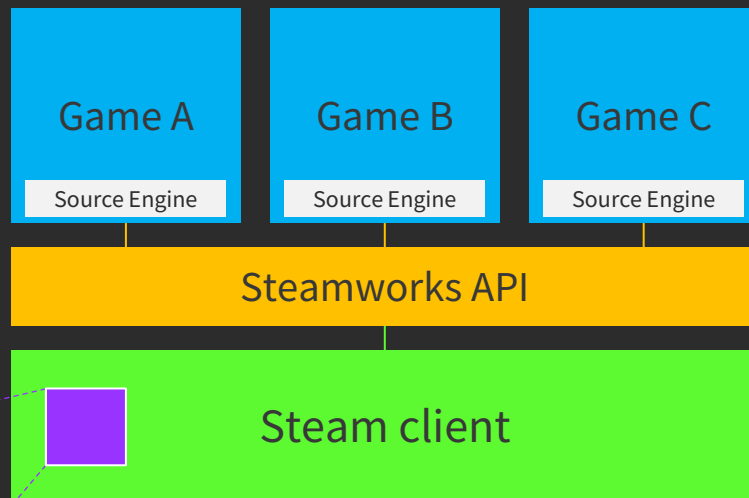 Game A
Game B
Game C
Source Engine
Source Engine
Source Engine
Steamworks API
Steam client